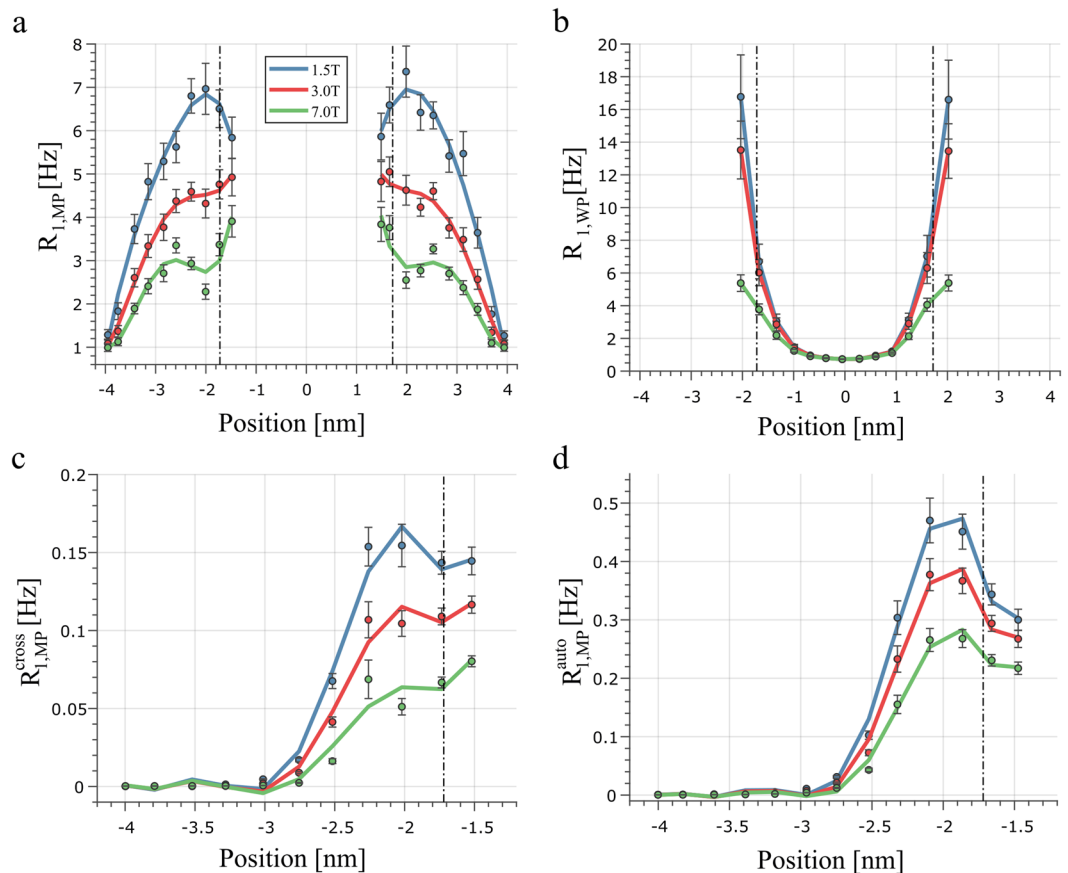 a
8
7
6
5
4
3
2
1
R1,MP [Hz]
1.5T
3.0T
7.0T
-4 -3 -2 -1 0 1 2 3 4
Position [nm]
b
20
18
16
14
12
10
8
6
4
2
0
R 1,WP [Hz]
-4 -3 -2 -1 0 1 2 3 4
Position [nm]
c
0.2
0.15
0.1
0.05
0
R1,MP cross [Hz]
-4 -3.5 -3 -2.5 -2 -1.5
Position [nm]
d
0.5
0.4
0.3
0.2
0.1
0
R1,MP auto [Hz]
-4 -3.5 -3 -2.5 -2 -1.5
Position [nm]